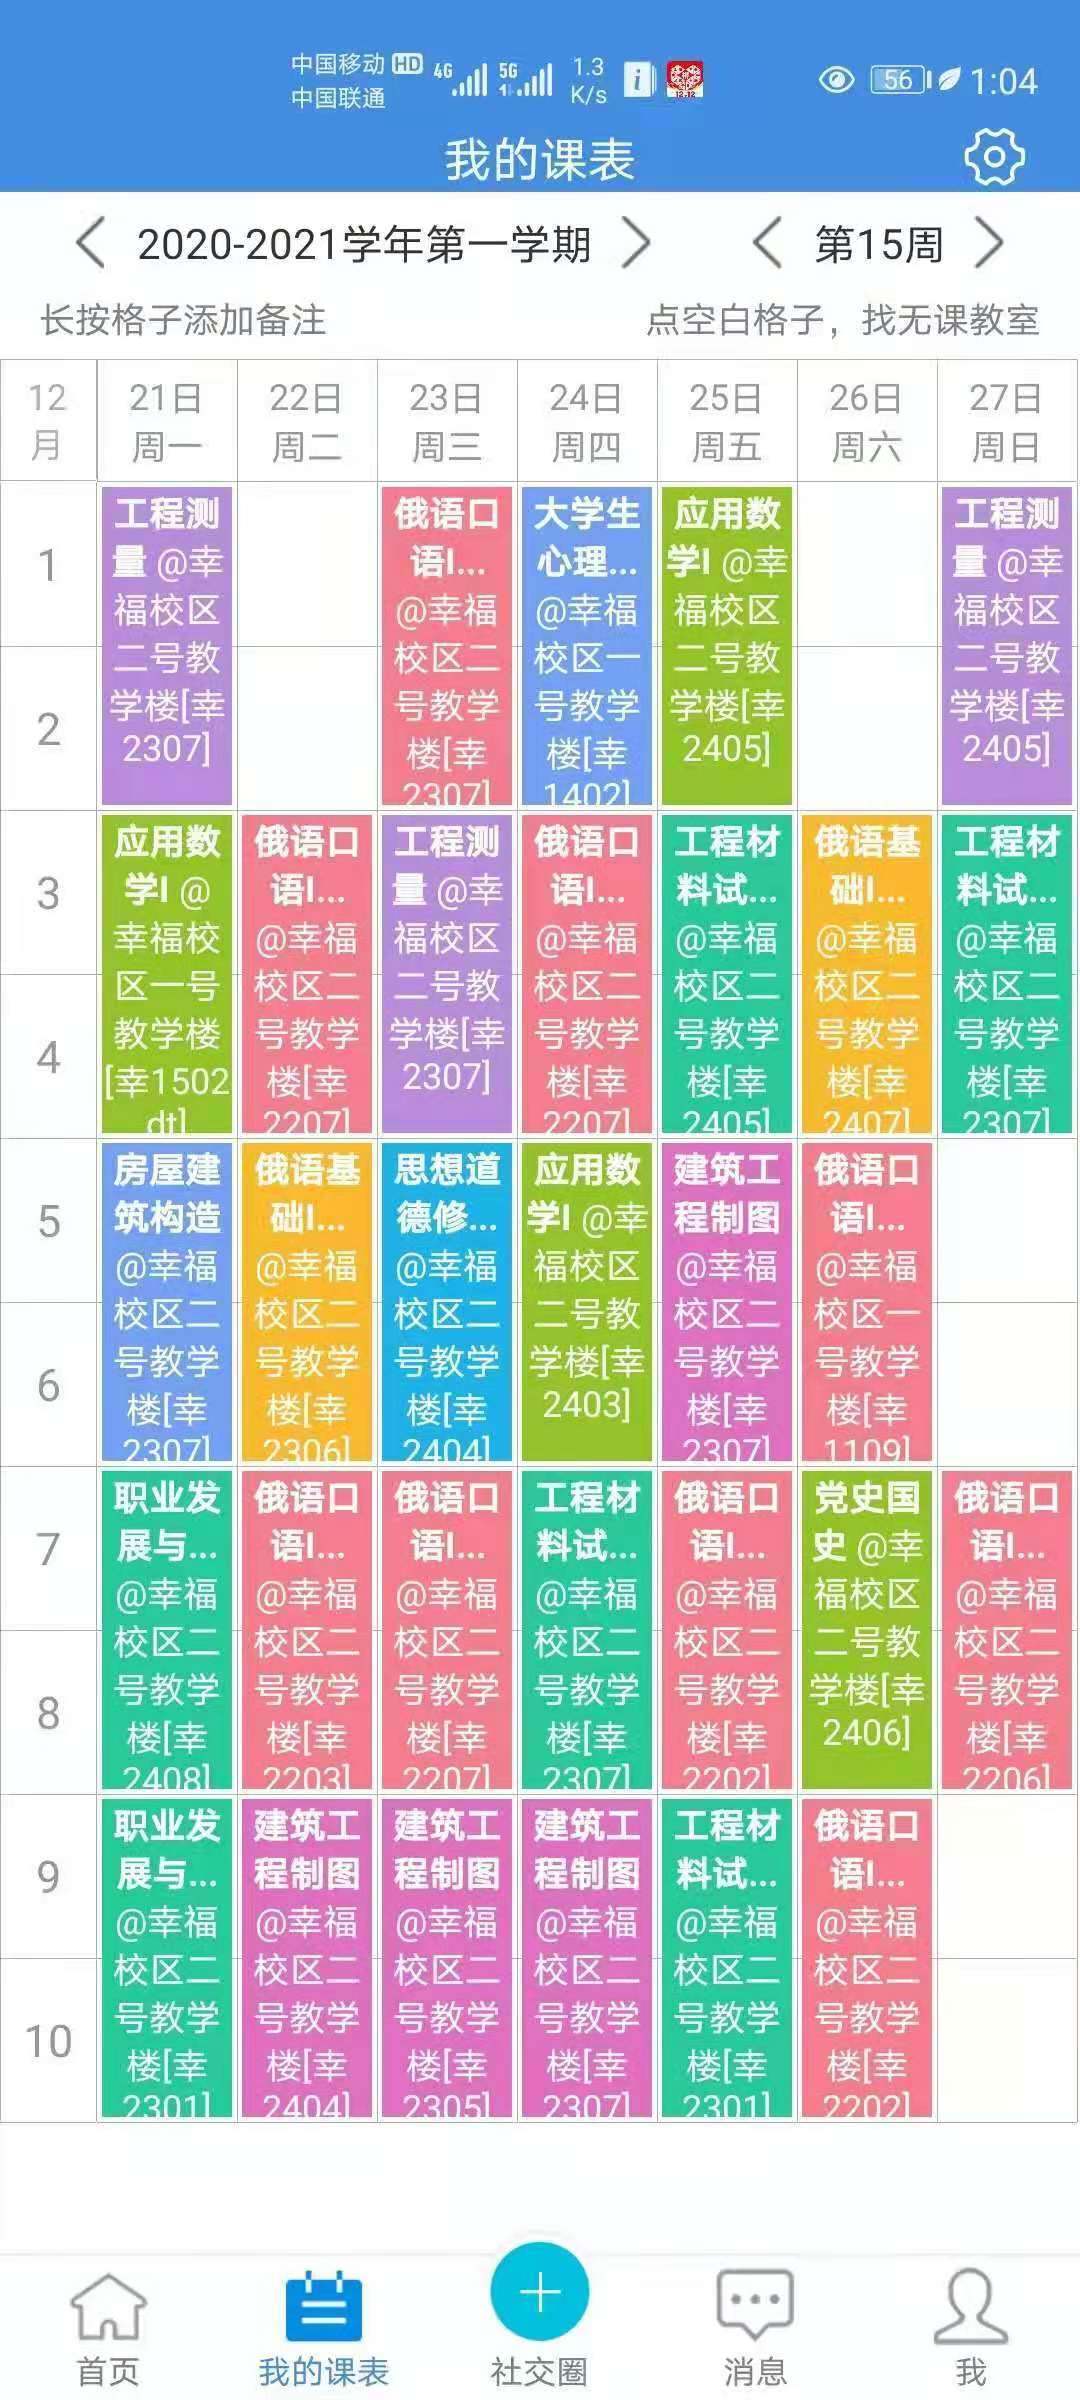 中国移动 HD 4G 5G 1.3 K/s 56 1:04
中国联通
我的课表
2020-2021学年第一学期 第15周
长按格子添加备注 点空白格子，找无课教室
12月 21日 22日 23日 24日 25日 26日 27日
周一 周二 周三 周四 周五 周六 周日
1
2
工程测量 @幸福校区二号教学楼[幸2307]
俄语口语I... @幸福校区二号教学楼[幸2307]
大学生心理... @幸福校区一号教学楼[幸1402]
应用数学I @幸福校区二号教学楼[幸2405]
工程测量 @幸福校区二号教学楼[幸2405]
3
4
应用数学I @幸福校区一号教学楼[幸1502dt]
俄语口语I... @幸福校区二号教学楼[幸2207]
工程测量 @幸福校区二号教学楼[幸2307]
俄语口语I... @幸福校区二号教学楼[幸2207]
工程材料试... @幸福校区二号教学楼[幸2405]
俄语基础I... @幸福校区二号教学楼[幸2407]
工程材料试... @幸福校区二号教学楼[幸2307]
5
6
房屋建筑构造 @幸福校区二号教学楼[幸2307]
俄语基础I... @幸福校区二号教学楼[幸2306]
思想道德修... @幸福校区二号教学楼[幸2404]
应用数学I @幸福校区二号教学楼[幸2403]
建筑工程制图 @幸福校区二号教学楼[幸2307]
俄语口语I... @幸福校区一号教学楼[幸1109]
7
8
职业发展与... @幸福校区二号教学楼[幸2408]
俄语口语I... @幸福校区二号教学楼[幸2203]
俄语口语I... @幸福校区二号教学楼[幸2207]
工程材料试... @幸福校区二号教学楼[幸2307]
俄语口语I... @幸福校区二号教学楼[幸2202]
党史国史 @幸福校区二号教学楼[幸2406]
俄语口语I... @幸福校区二号教学楼[幸2206]
9
10
职业发展与... @幸福校区二号教学楼[幸2301]
建筑工程制图 @幸福校区二号教学楼[幸2404]
建筑工程制图 @幸福校区二号教学楼[幸2305]
建筑工程制图 @幸福校区二号教学楼[幸2307]
工程材料试... @幸福校区二号教学楼[幸2301]
俄语口语I... @幸福校区二号教学楼[幸2202]
首页 我的课表 社交圈 消息 我